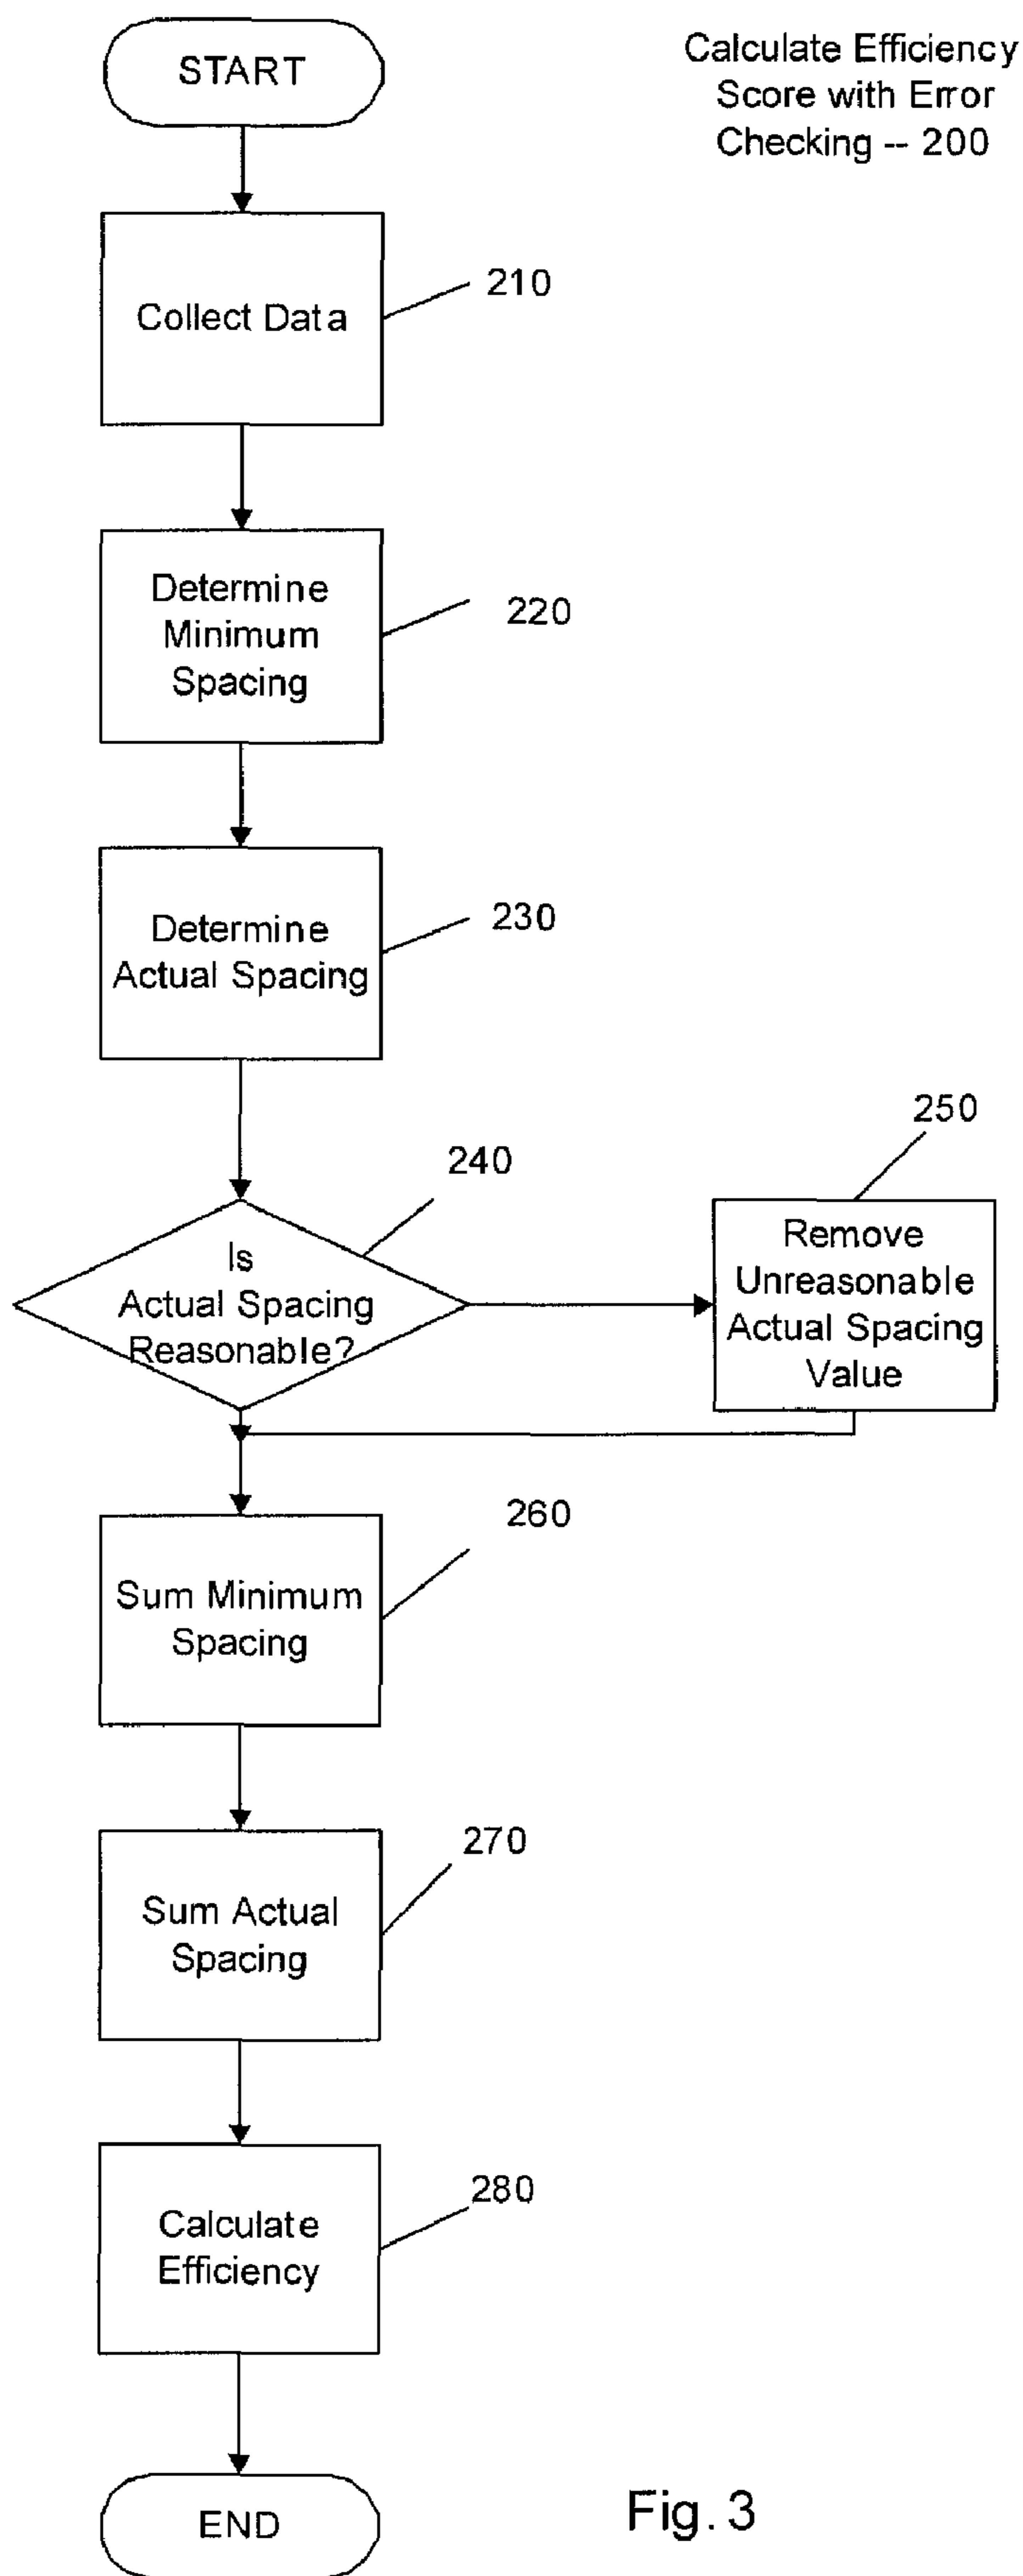 START
Calculate Efficiency
Score with Error
Checking -- 200
210
Collect Data
220
Determine
Minimum
Spacing
230
Determine
Actual Spacing
240
Is
Actual Spacing
Reasonable?
250
Remove
Unreasonable
Actual Spacing
Value
260
Sum Minimum
Spacing
270
Sum Actual
Spacing
280
Calculate
Efficiency
END
Fig. 3